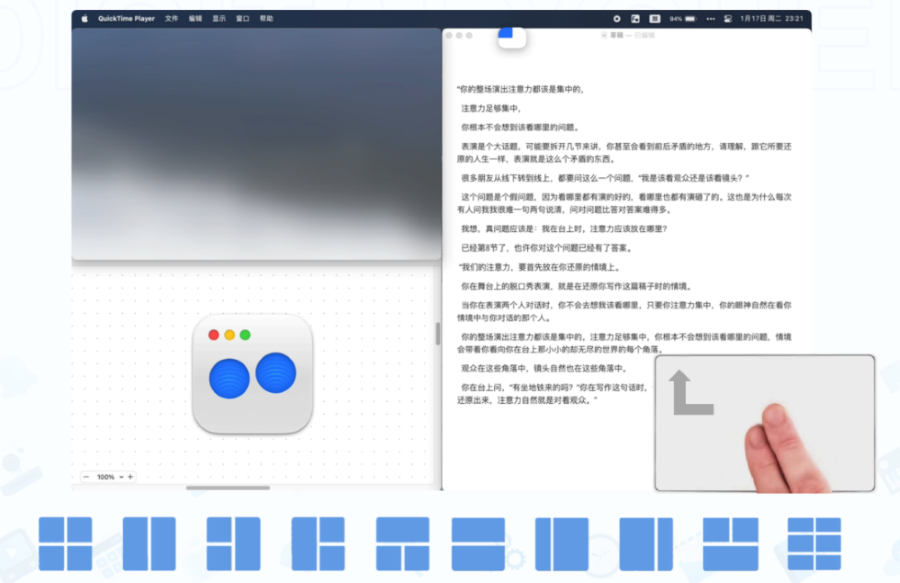 QuickTime Player 文件 编辑 显示 窗口 帮助 84% 1月17日 周二 23:21
草稿 — 已编辑
“你的整场演出注意力都该是集中的，
注意力足够集中，
你根本不会想到该看哪里的问题。
表演是个大话题，可能要拆开几节来讲，你甚至会看到前后矛盾的地方，请理解，跟它所要还
原的人生一样，表演就是这么个矛盾的东西。
很多朋友从线下转到线上，都要问这么一个问题，“我是该看观众还是该看镜头？”
这个问题是个假问题，因为看哪里都有演的好的，看哪里也都有演砸了的。这也是为什么每次
有人问我我很难一句两句说清，问对问题比答对答案难得多。
我想，真问题应该是：我在台上时，注意力应该放在哪里？
已经第8节了，也许你对这个问题已经有了答案。
“我们的注意力，要首先放在你还原的情境上。
你在舞台上的脱口秀表演，就是在还原你写作这篇稿子时的情境。
当你在表演两个人对话时，你不会去想我该看哪里，只要你注意力集中，你的眼神自然在看你
情境中与你对话的那个人。
你的整场演出注意力都该是集中的，注意力足够集中，你根本不会想到该看哪里的问题，情境
会带着你看向你在台上那小小的却无尽的世界的每个角落。
观众在这些角落中，镜头自然也在这些角落中。
你在台上问，“有坐地铁来的吗？”你在写作这句话时，
还原出来，注意力自然就是对着观众。”
100%